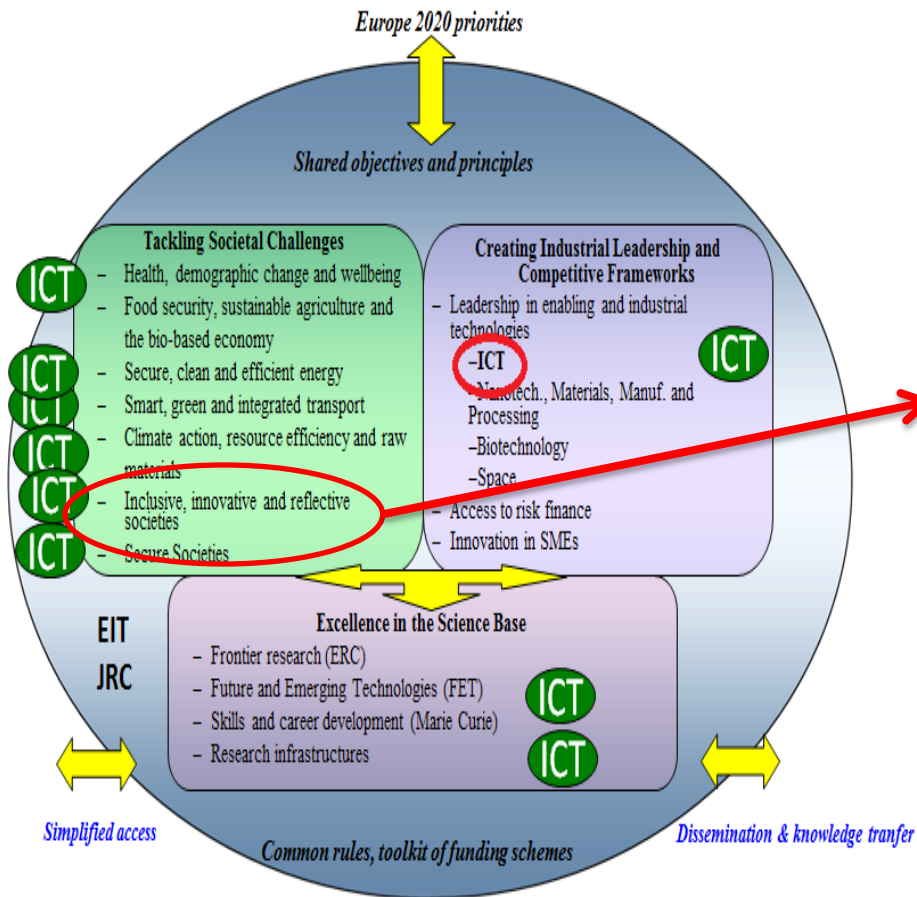 Europe 2020 priorities
Shared objectives and principles
Tackling Societal Challenges
ICT
– Health, demographic change and wellbeing
– Food security, sustainable agriculture and
the bio-based economy
ICT
– Secure, clean and efficient energy
ICT
– Smart, green and integrated transport
ICT
– Climate action, resource efficiency and raw
materials
ICT
– Inclusive, innovative and reflective
societies
ICT
– Secure Societies
Creating Industrial Leadership and
Competitive Frameworks
– Leadership in enabling and industrial
technologies
ICT
–ICT
–Nanotech., Materials, Manuf. and
Processing
–Biotechnology
–Space
– Access to risk finance
– Innovation in SMEs
EIT
JRC
Excellence in the Science Base
– Frontier research (ERC)
– Future and Emerging Technologies (FET)
ICT
– Skills and career development (Marie Curie)
– Research infrastructures
ICT
Simplified access
Common rules, toolkit of funding schemes
Dissemination & knowledge tranfer